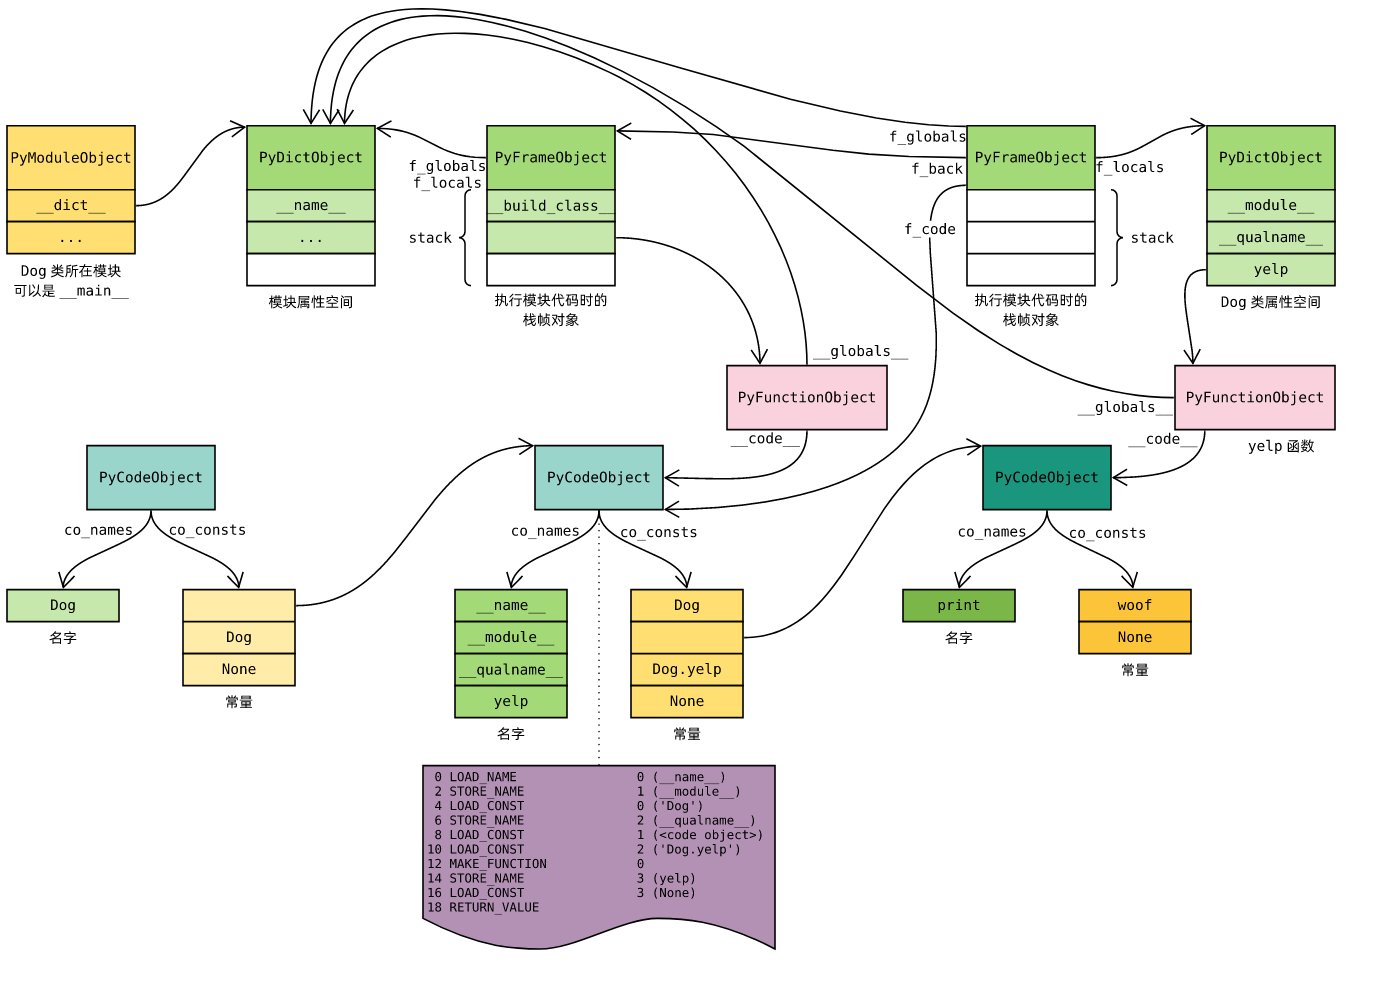 PyModuleObject
__dict__
...
Dog 类所在模块
可以是 __main__
PyDictObject
__name__
...
模块属性空间
f_globals
f_locals
stack
PyFrameObject
__build_class__
执行模块代码时的
栈帧对象
f_globals
f_back
f_code
PyFrameObject
f_locals
stack
执行模块代码时的
栈帧对象
PyDictObject
__module__
__qualname__
yelp
Dog 类属性空间
__globals__
PyFunctionObject
__code__
PyFunctionObject
__globals__
__code__
yelp 函数
PyCodeObject
co_names
co_consts
Dog
名字
Dog
None
常量
PyCodeObject
co_names
co_consts
__name__
__module__
__qualname__
yelp
名字
Dog
Dog.yelp
None
常量
PyCodeObject
co_names
co_consts
print
名字
woof
None
常量
0 LOAD_NAME 0 (__name__)
2 STORE_NAME 1 (__module__)
4 LOAD_CONST 0 ('Dog')
6 STORE_NAME 2 (__qualname__)
8 LOAD_CONST 1 (<code object>)
10 LOAD_CONST 2 ('Dog.yelp')
12 MAKE_FUNCTION 0
14 STORE_NAME 3 (yelp)
16 LOAD_CONST 3 (None)
18 RETURN_VALUE